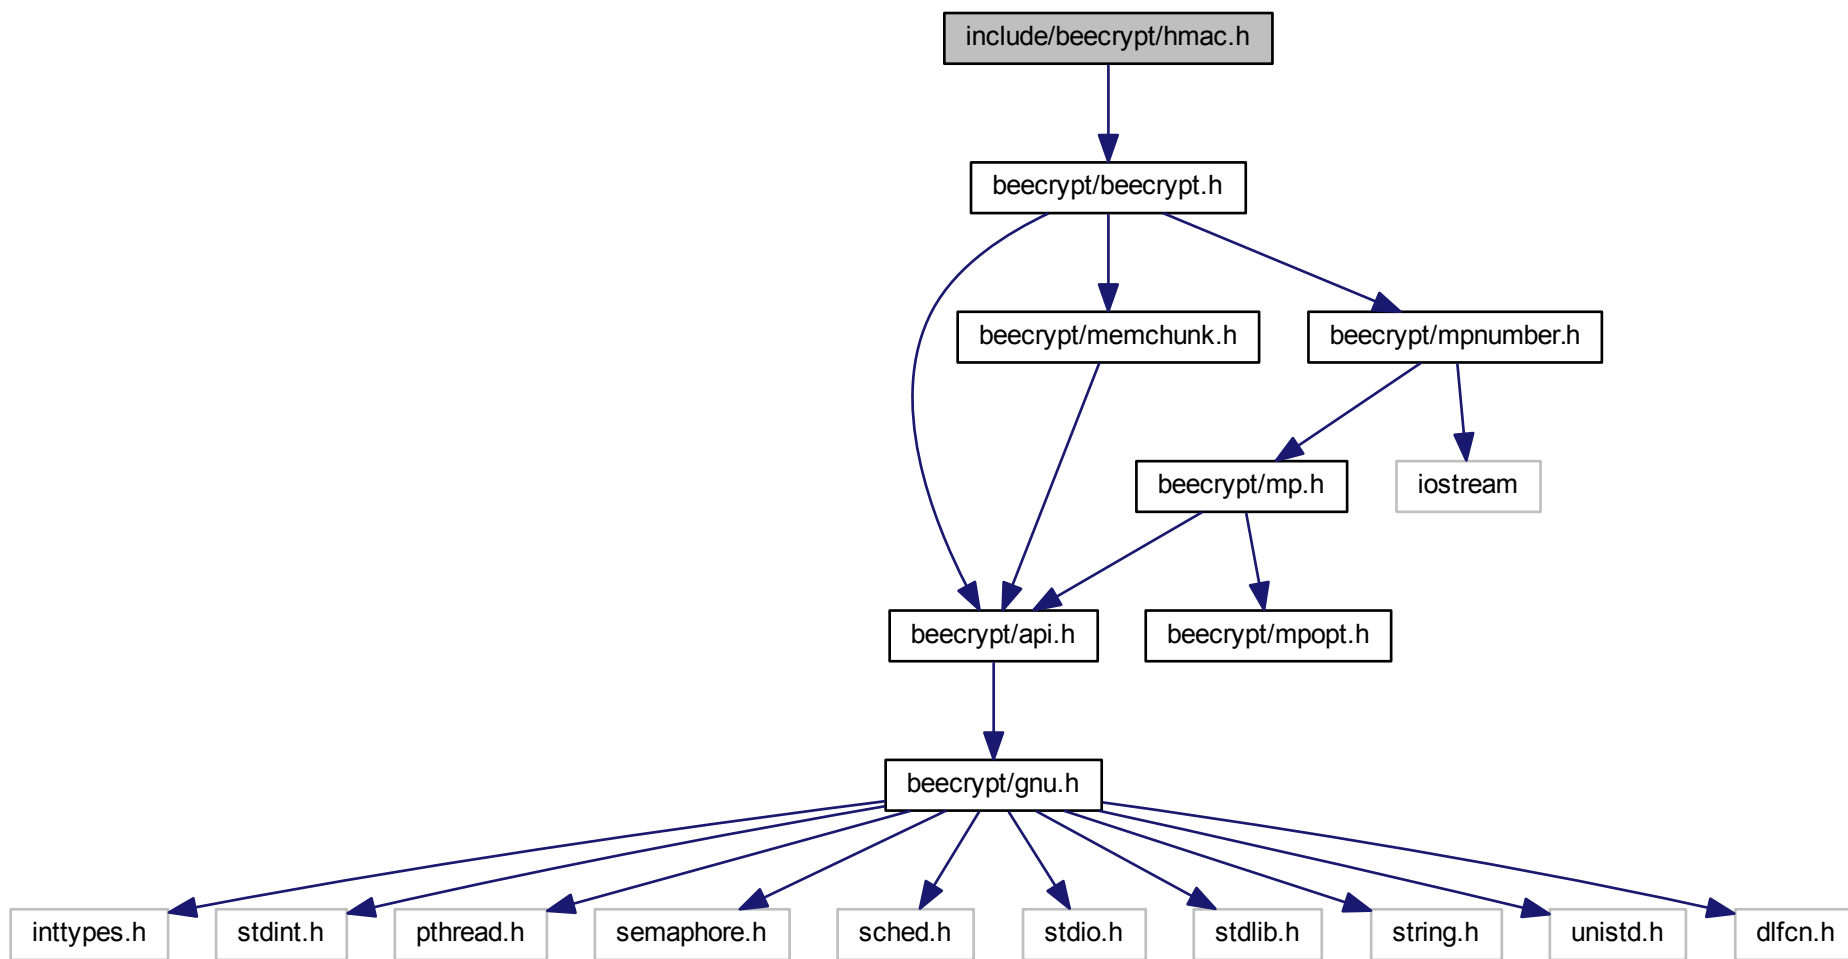 include/beecrypt/hmac.h
beecrypt/beecrypt.h
beecrypt/memchunk.h
beecrypt/mpnumber.h
beecrypt/mp.h
iostream
beecrypt/api.h
beecrypt/mpopt.h
beecrypt/gnu.h
inttypes.h
stdint.h
pthread.h
semaphore.h
sched.h
stdio.h
stdlib.h
string.h
unistd.h
dlfcn.h